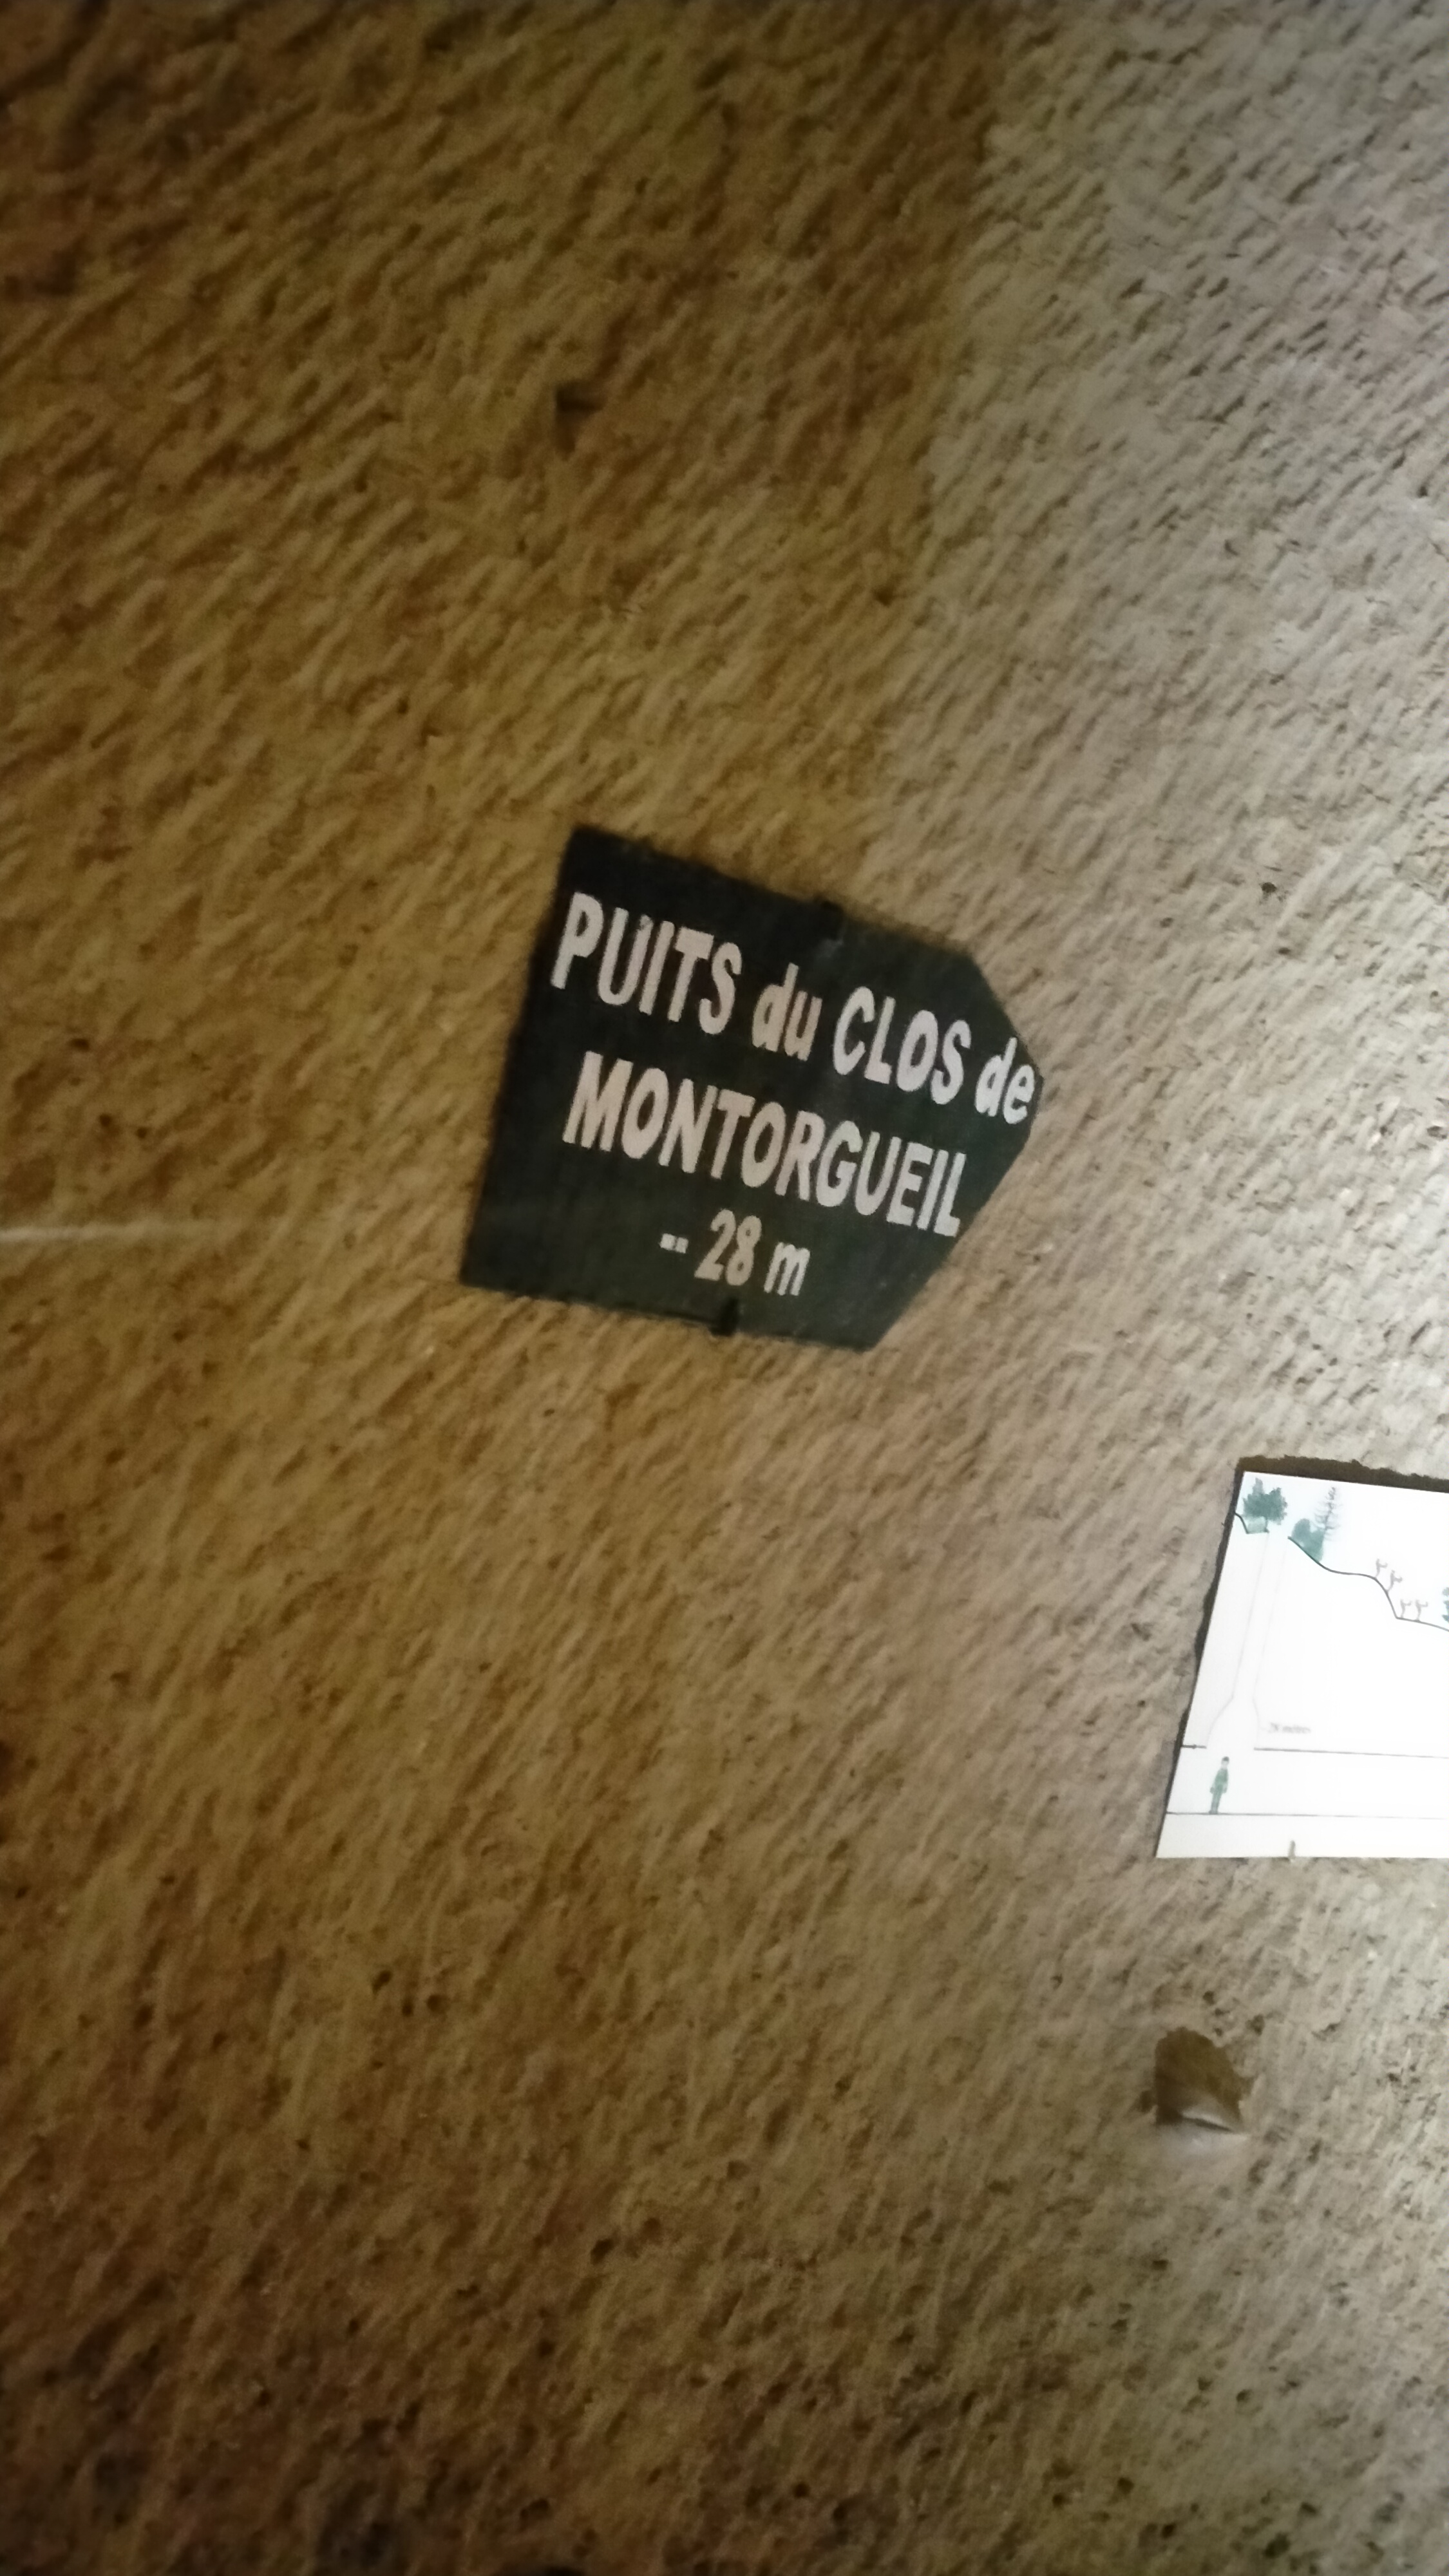 PUITS du CLOS de
MONTORGUEIL
-- 28 m